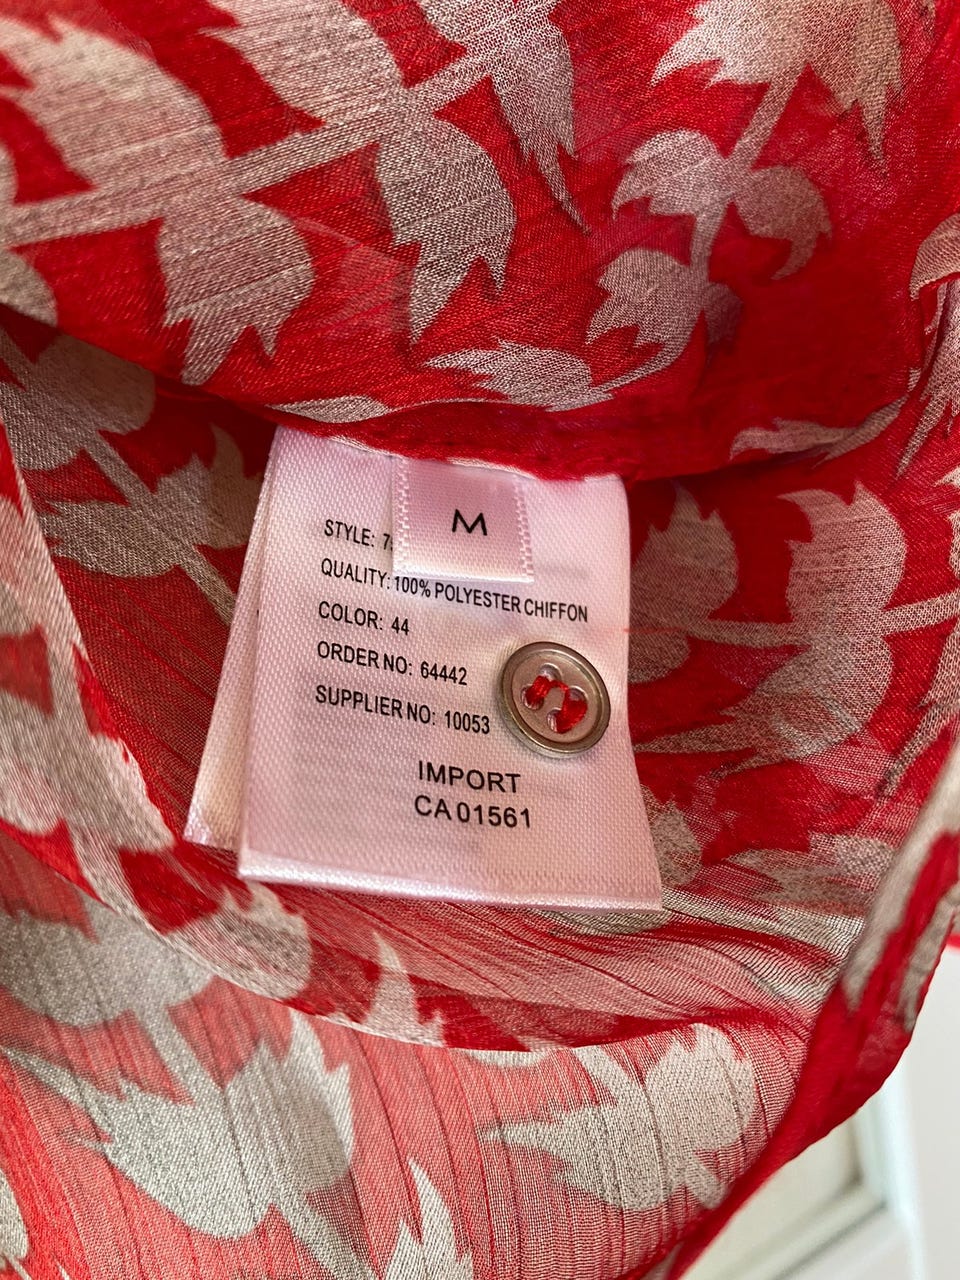 M
STYLE:
QUALITY: 100% POLYESTER CHIFFON
COLOR: 44
ORDER NO: 64442
SUPPLIER NO: 10053
IMPORT
CA 01561